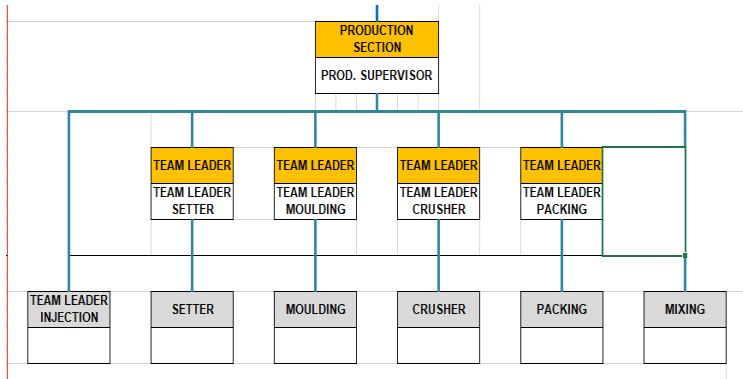 PRODUCTION
SECTION
PROD. SUPERVISOR
TEAM LEADER
TEAM LEADER
SETTER
TEAM LEADER
TEAM LEADER
MOULDING
TEAM LEADER
TEAM LEADER
CRUSHER
TEAM LEADER
TEAM LEADER
PACKING
TEAM LEADER
INJECTION
SETTER
MOULDING
CRUSHER
PACKING
MIXING